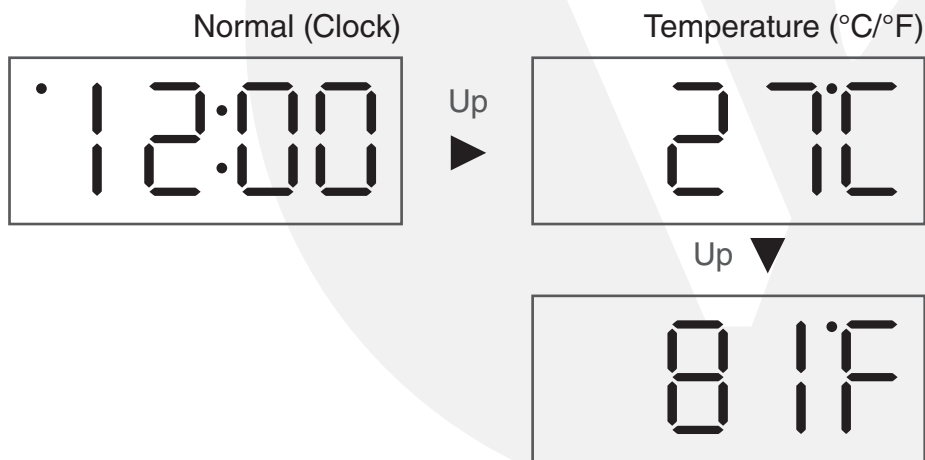 Normal (Clock)
Temperature (°C/°F)
12:00
Up
27°C
Up
81°F